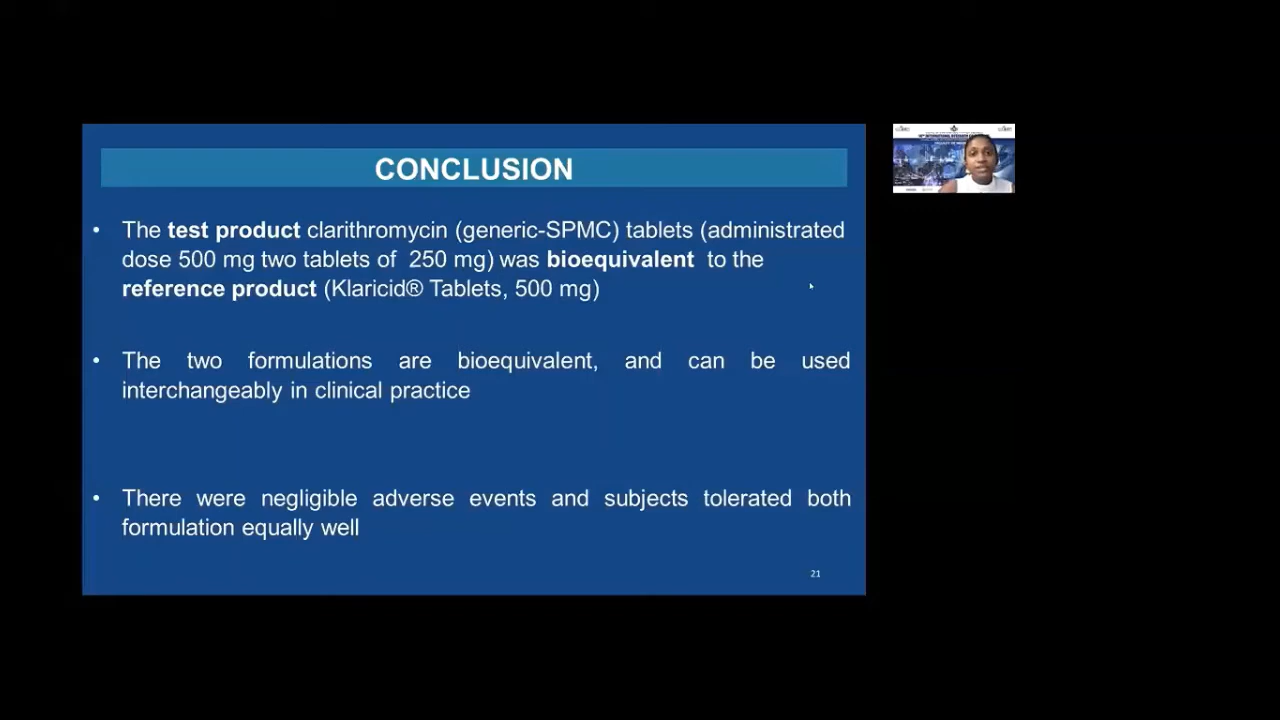 CONCLUSION
• The test product clarithromycin (generic-SPMC) tablets (administrated
dose 500 mg two tablets of 250 mg) was bioequivalent to the
reference product (Klaricid® Tablets, 500 mg)
• The two formulations are bioequivalent, and can be used
interchangeably in clinical practice
• There were negligible adverse events and subjects tolerated both
formulation equally well
21